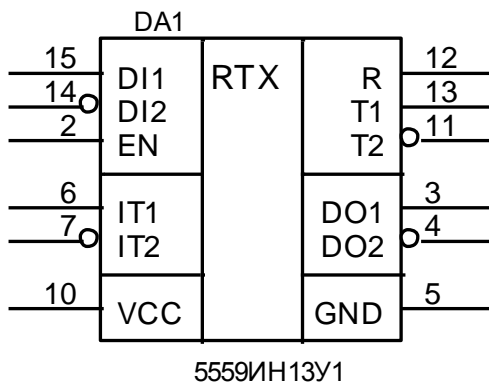 DA1
15 DI1 RTX R 12
14 DI2 T1 13
2 EN T2 11
6 IT1 DO1 3
7 IT2 DO2 4
10 VCC GND 5
5559ИН13У1